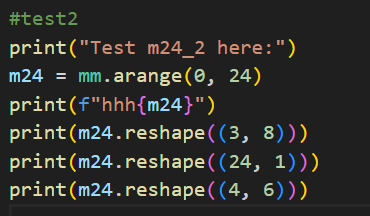 #test2
print("Test m24_2 here:")
m24 = mm.arange(0, 24)
print(f"hhh{m24}")
print(m24.reshape((3, 8)))
print(m24.reshape((24, 1)))
print(m24.reshape((4, 6)))